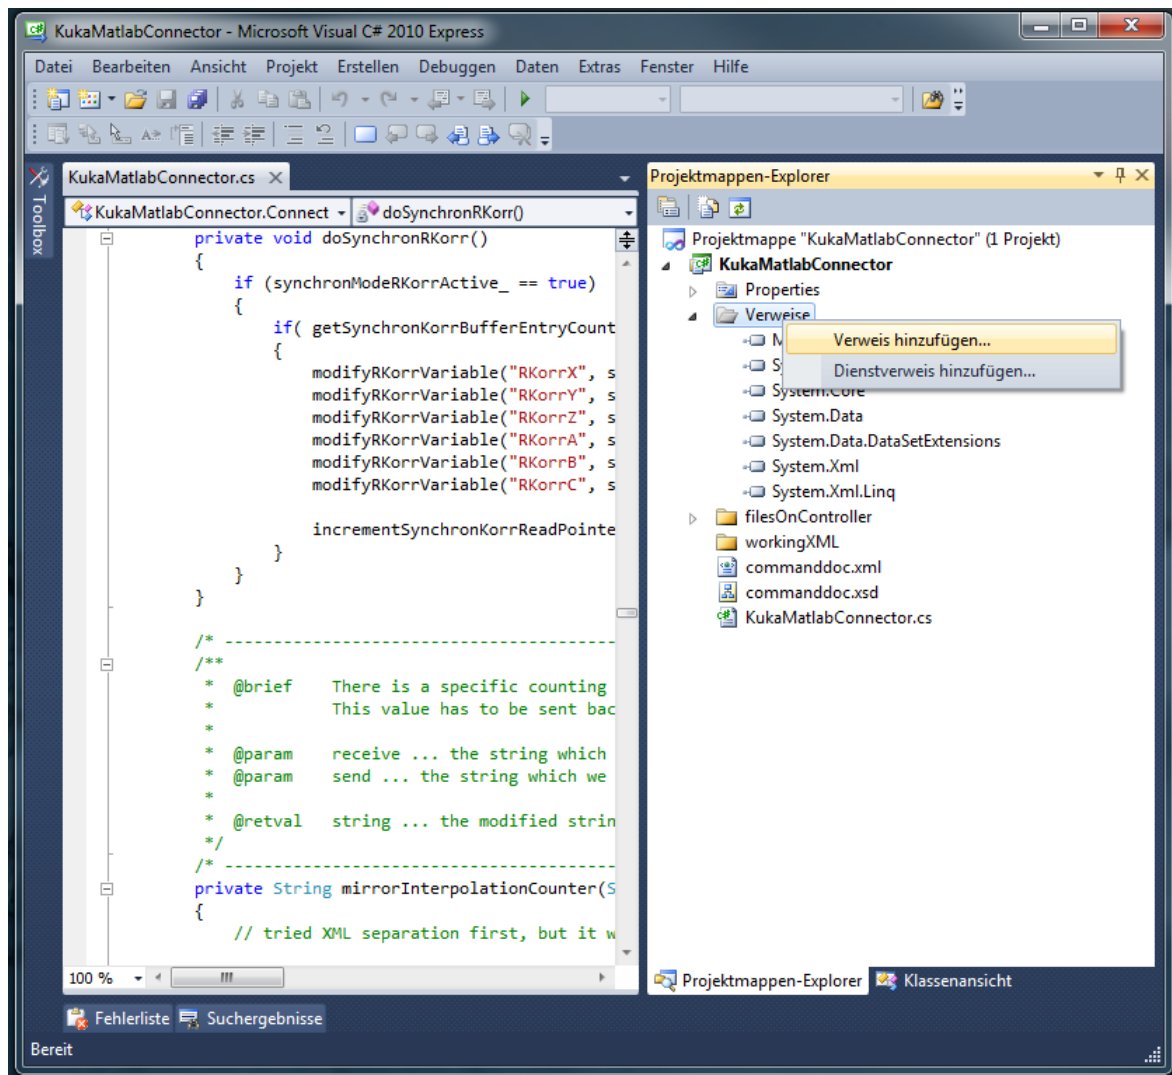 KukaMatlabConnector - Microsoft Visual C# 2010 Express
Datei Bearbeiten Ansicht Projekt Erstellen Debuggen Daten Extras Fenster Hilfe
Toolbox
KukaMatlabConnector.cs
KukaMatlabConnector.Connect
doSynchronRKorr()
private void doSynchronRKorr()
{
if (synchronModeRKorrActive_ == true)
{
if( getSynchronKorrBufferEntryCount
{
modifyRKorrVariable("RKorrX", s
modifyRKorrVariable("RKorrY", s
modifyRKorrVariable("RKorrZ", s
modifyRKorrVariable("RKorrA", s
modifyRKorrVariable("RKorrB", s
modifyRKorrVariable("RKorrC", s
incrementSynchronKorrReadPointe
}
}
}
/* ----------------------------------------
/**
* @brief There is a specific counting
* This value has to be sent bac
*
* @param receive ... the string which
* @param send ... the string which we
*
* @retval string ... the modified strin
*/
/* ----------------------------------------
private String mirrorInterpolationCounter(S
{
// tried XML separation first, but it w
100 %
Projektmappen-Explorer
Projektmappe "KukaMatlabConnector" (1 Projekt)
KukaMatlabConnector
Properties
Verweise
M
S
System.Core
System.Data
System.Data.DataSetExtensions
System.Xml
System.Xml.Linq
filesOnController
workingXML
commanddoc.xml
commanddoc.xsd
KukaMatlabConnector.cs
Verweis hinzufügen...
Dienstverweis hinzufügen...
Projektmappen-Explorer Klassenansicht
Fehlerliste Suchergebnisse
Bereit